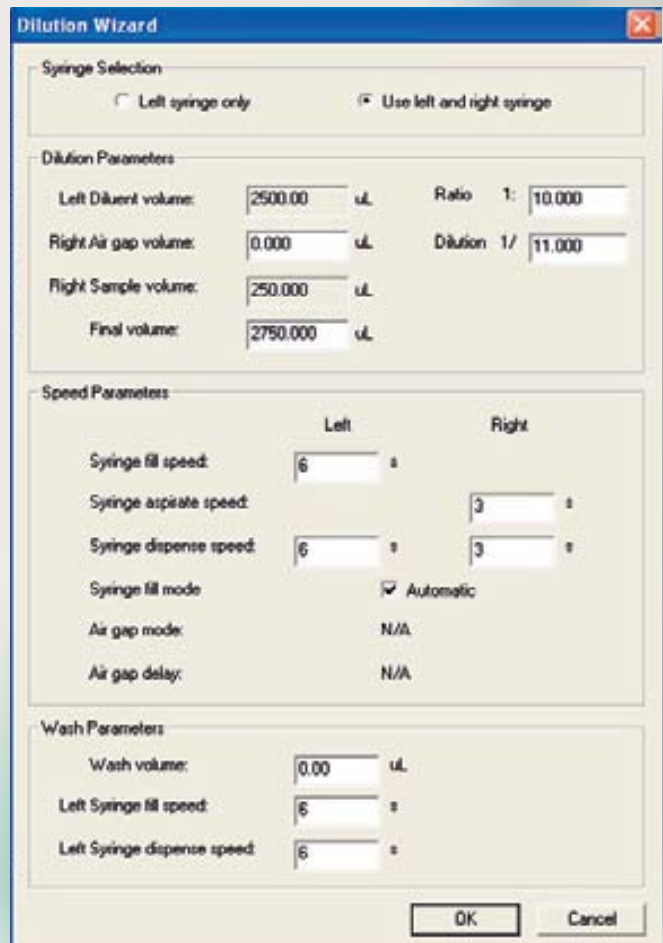 Dilution Wizard
Syringe Selection
Left syringe only Use left and right syringe
Dilution Parameters
Left Diluent volume: 2500.00 uL Ratio 1: 10.000
Right Air gap volume: 0.000 uL Dilution 1/ 11.000
Right Sample volume: 250.000 uL
Final volume: 2750.000 uL
Speed Parameters
Left Right
Syringe fill speed: 6 s
Syringe aspirate speed: 3 s
Syringe dispense speed: 6 s 3 s
Syringe fill mode Automatic
Air gap mode: N/A
Air gap delay: N/A
Wash Parameters
Wash volume: 0.00 uL
Left Syringe fill speed: 6 s
Left Syringe dispense speed: 6 s
OK Cancel